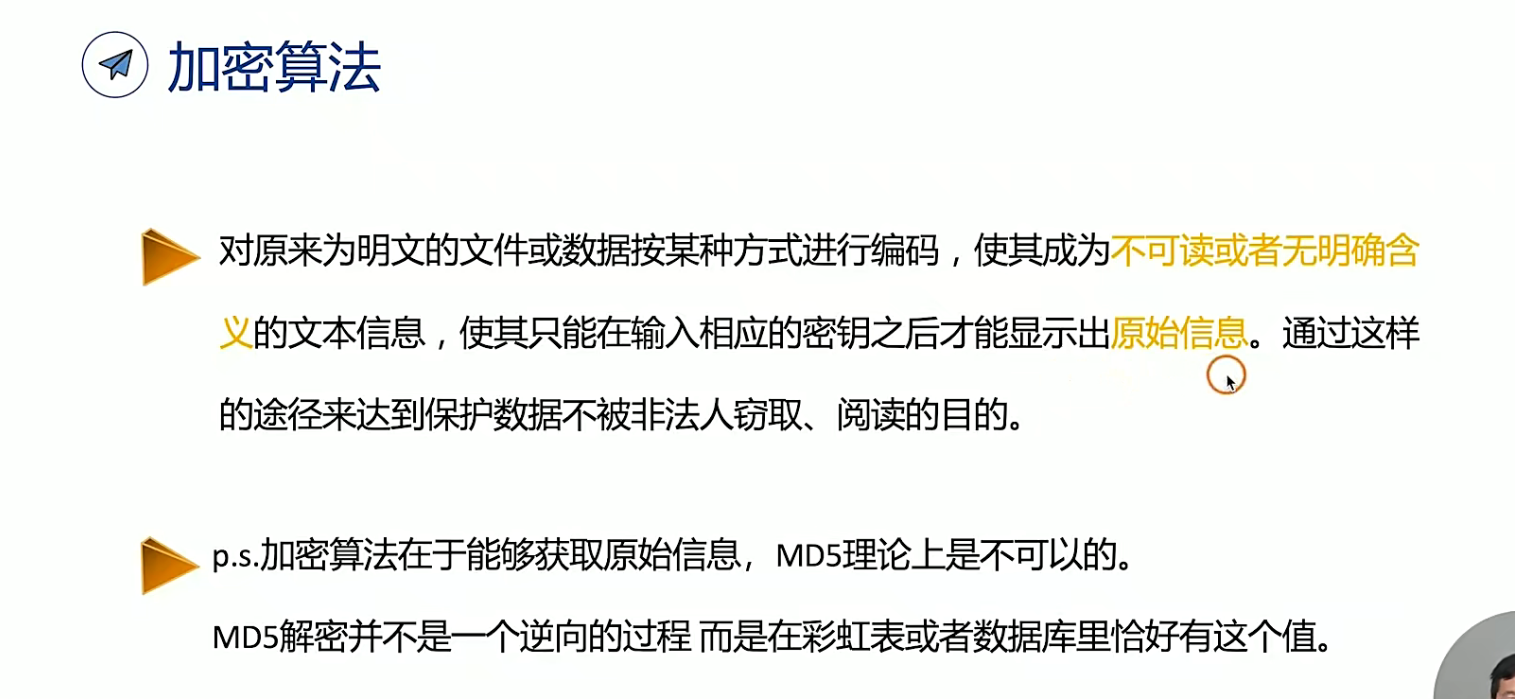 加密算法
对原来为明文的文件或数据按某种方式进行编码，使其成为不可读或者无明确含
义的文本信息，使其只能在输入相应的密钥之后才能显示出原始信息。通过这样
的途径来达到保护数据不被非法人窃取、阅读的目的。
p.s.加密算法在于能够获取原始信息，MD5理论上是不可以的。
MD5解密并不是一个逆向的过程 而是在彩虹表或者数据库里恰好有这个值。